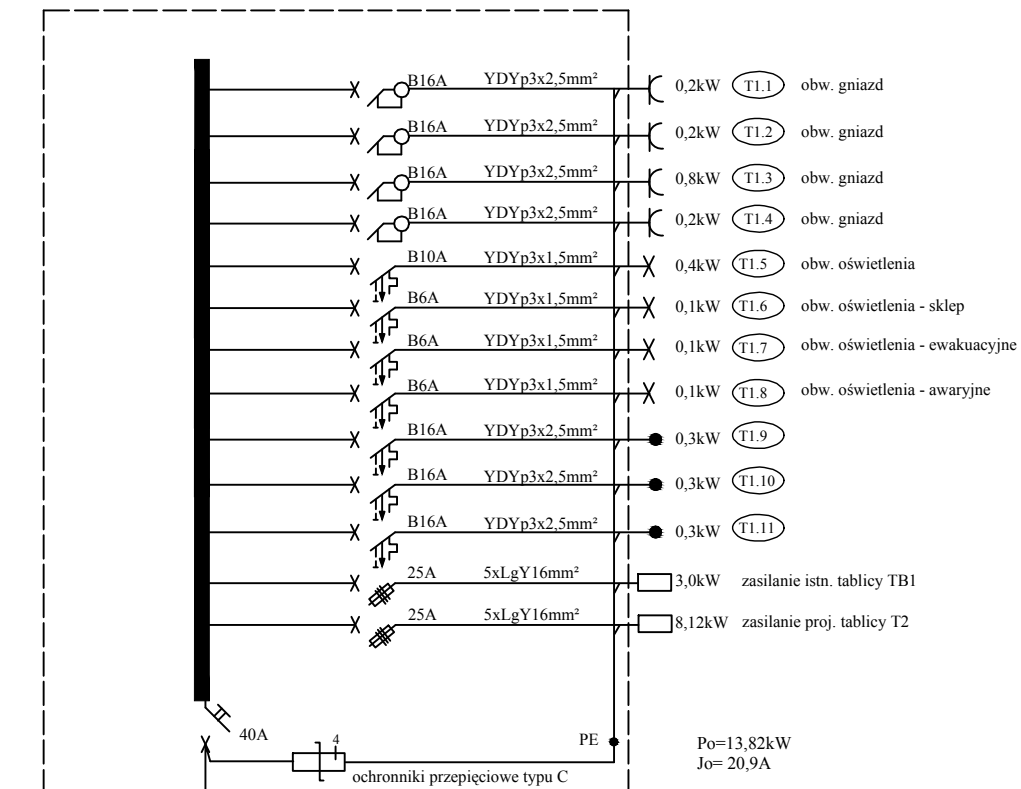 B16A YDYp3x2,5mm² 0,2kW T1.1 obw. gniazd
B16A YDYp3x2,5mm² 0,2kW T1.2 obw. gniazd
B16A YDYp3x2,5mm² 0,8kW T1.3 obw. gniazd
B16A YDYp3x2,5mm² 0,2kW T1.4 obw. gniazd
B10A YDYp3x1,5mm² 0,4kW T1.5 obw. oświetlenia
B6A YDYp3x1,5mm² 0,1kW T1.6 obw. oświetlenia - sklep
B6A YDYp3x1,5mm² 0,1kW T1.7 obw. oświetlenia - ewakuacyjne
B6A YDYp3x1,5mm² 0,1kW T1.8 obw. oświetlenia - awaryjne
B16A YDYp3x2,5mm² 0,3kW T1.9
B16A YDYp3x2,5mm² 0,3kW T1.10
B16A YDYp3x2,5mm² 0,3kW T1.11
25A 5xLgY16mm² 3,0kW zasilanie istn. tablicy TB1
25A 5xLgY16mm² 8,12kW zasilanie proj. tablicy T2
40A 4 PE Po=13,82kW
Jo= 20,9A
ochronniki przepięciowe typu C